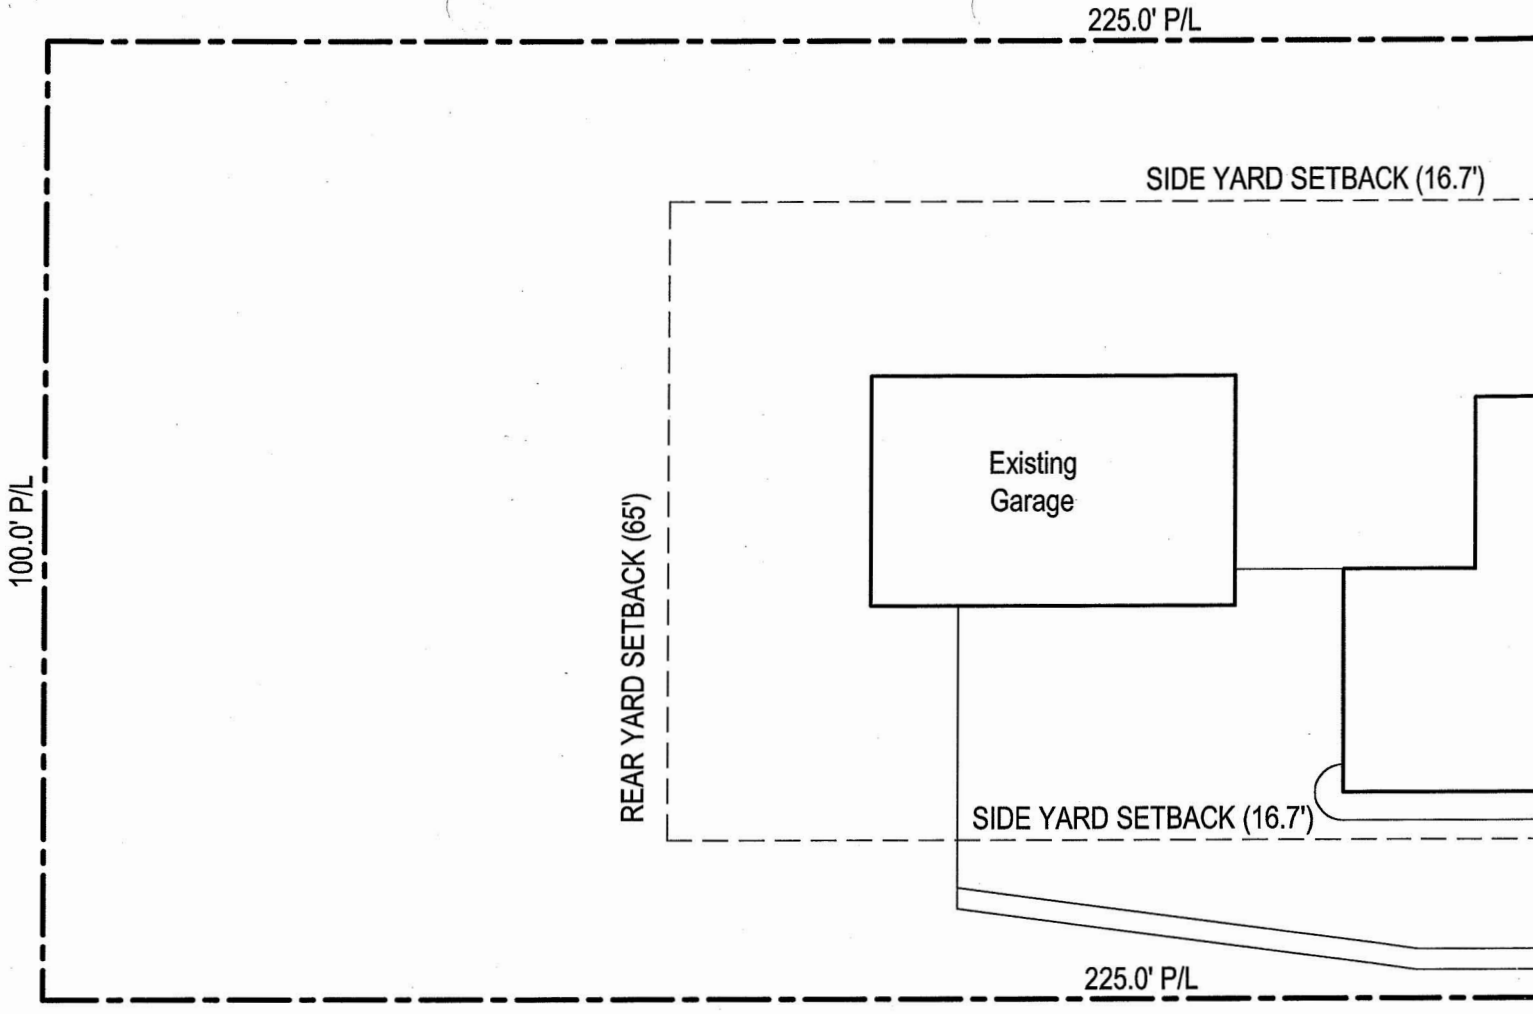 225.0' P/L
SIDE YARD SETBACK (16.7')
Existing
Garage
100.0' P/L
REAR YARD SETBACK (65')
SIDE YARD SETBACK (16.7')
225.0' P/L